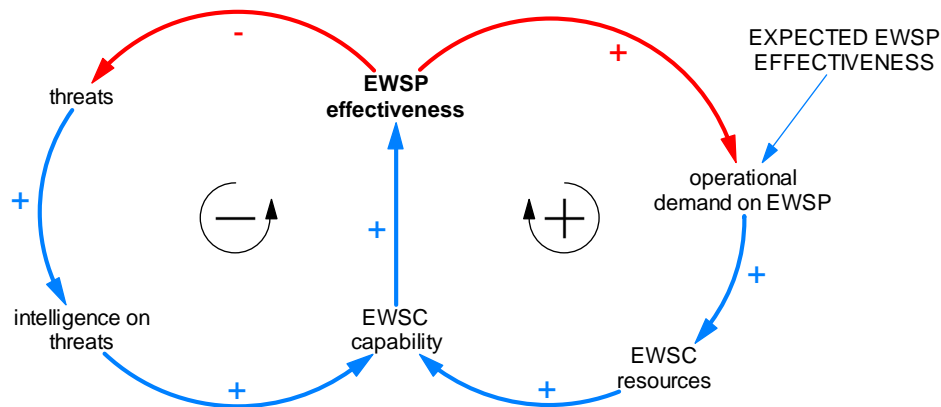 -
+
EXPECTED EWSP
EFFECTIVENESS
threats
EWSP
effectiveness
operational
demand on EWSP
+
+
+
intelligence on
threats
EWSC
capability
EWSC
resources
+
+